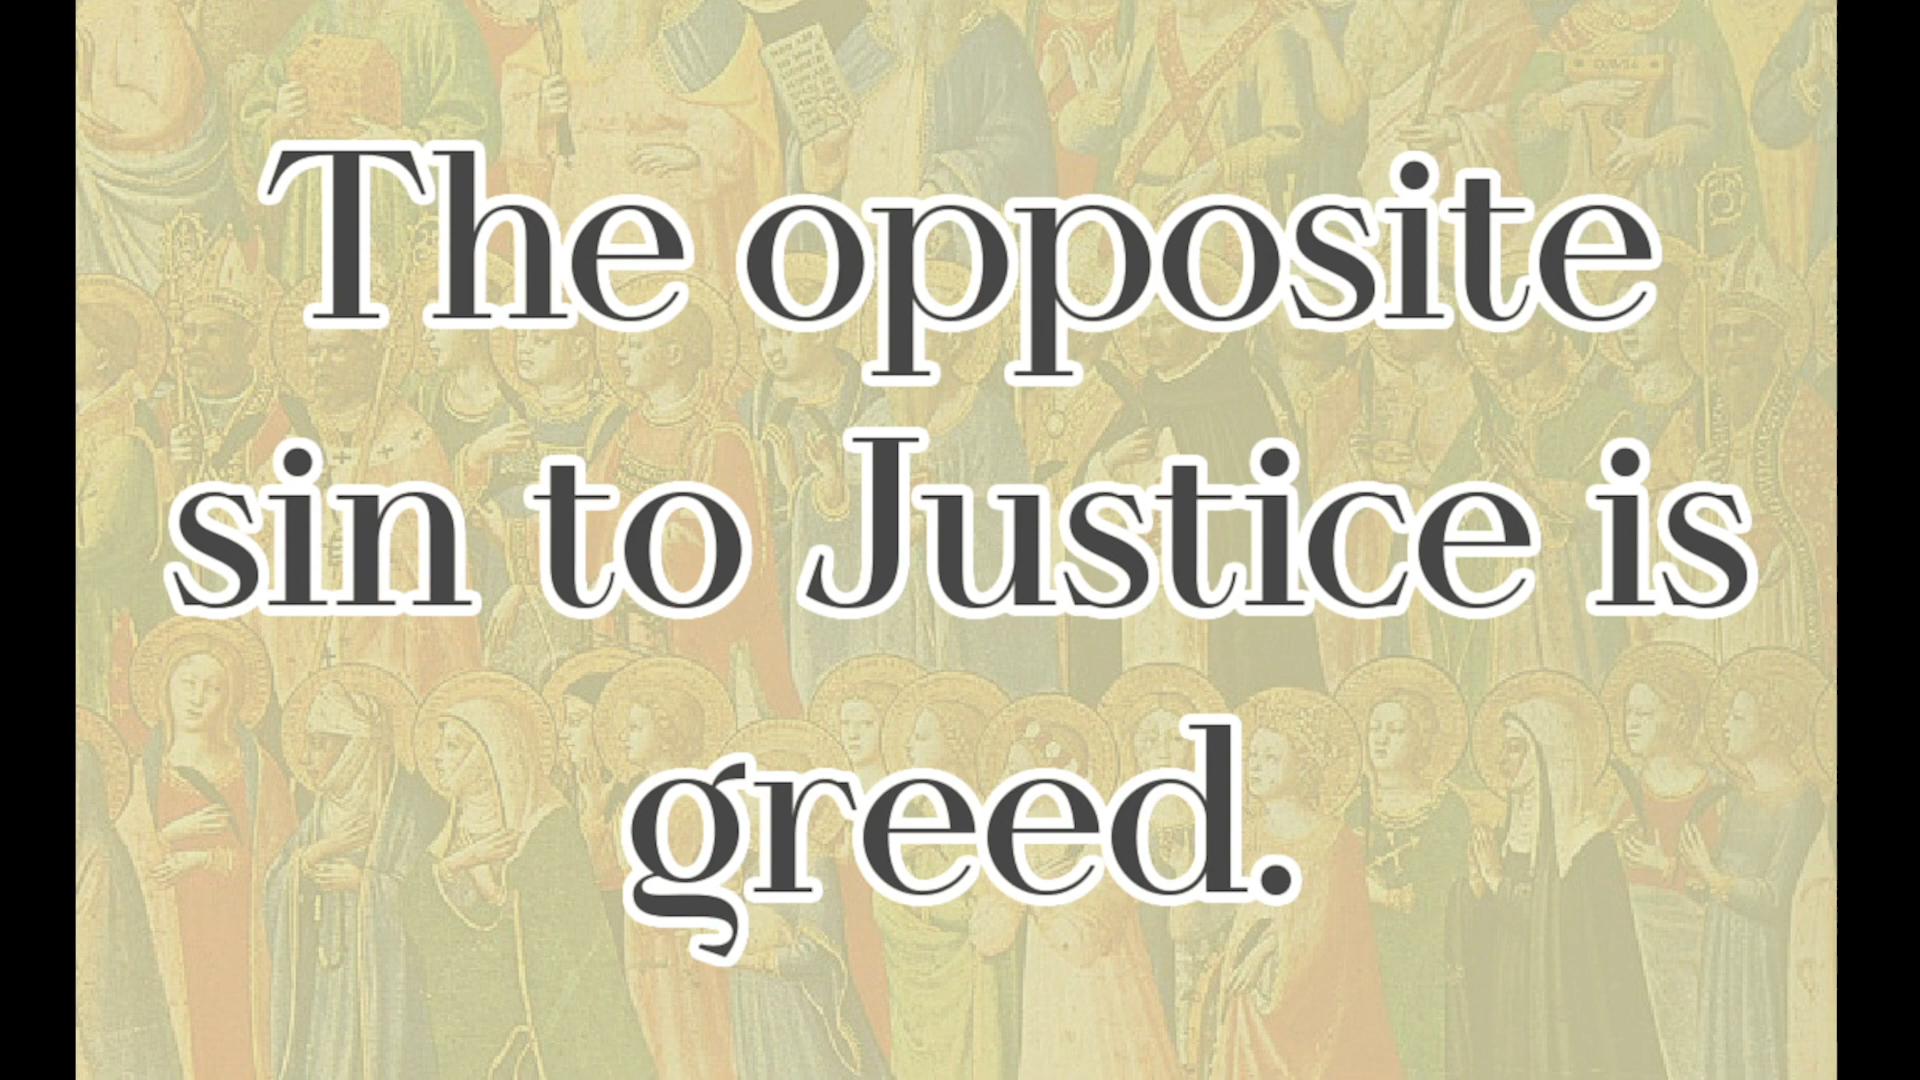 The opposite
sin to Justice is
greed.